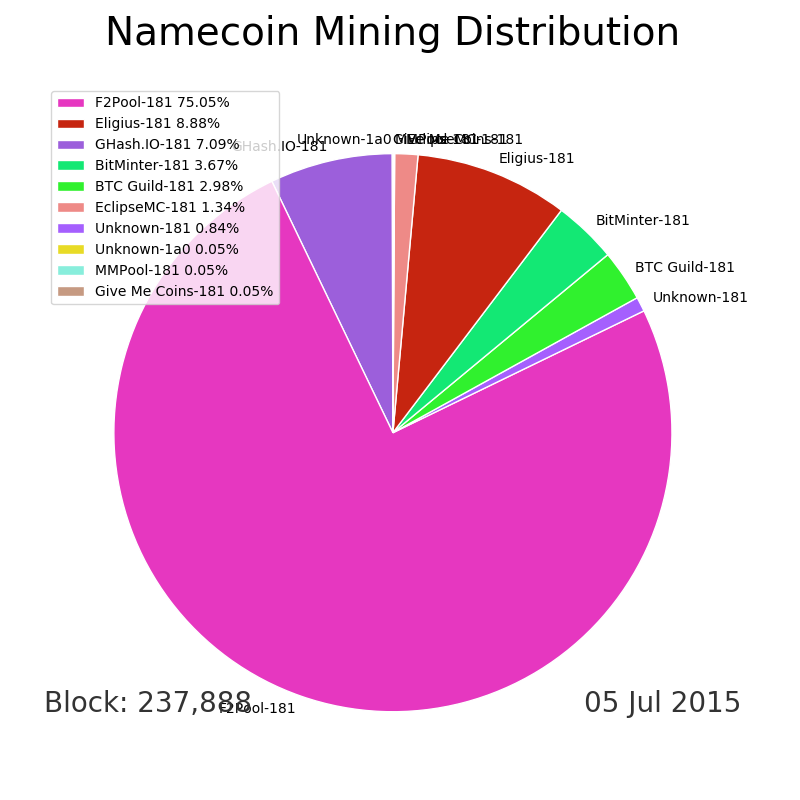 Namecoin Mining Distribution
F2Pool-181 75.05%
Eligius-181 8.88%
GHash.IO-181 7.09%
BitMinter-181 3.67%
BTC Guild-181 2.98%
EclipseMC-181 1.34%
Unknown-181 0.84%
Unknown-1a0 0.05%
MMPool-181 0.05%
Give Me Coins-181 0.05%
GHash.IO-181
Unknown-1a0
Eligius-181
BitMinter-181
BTC Guild-181
Unknown-181
F2Pool-181
Block: 237,888
05 Jul 2015